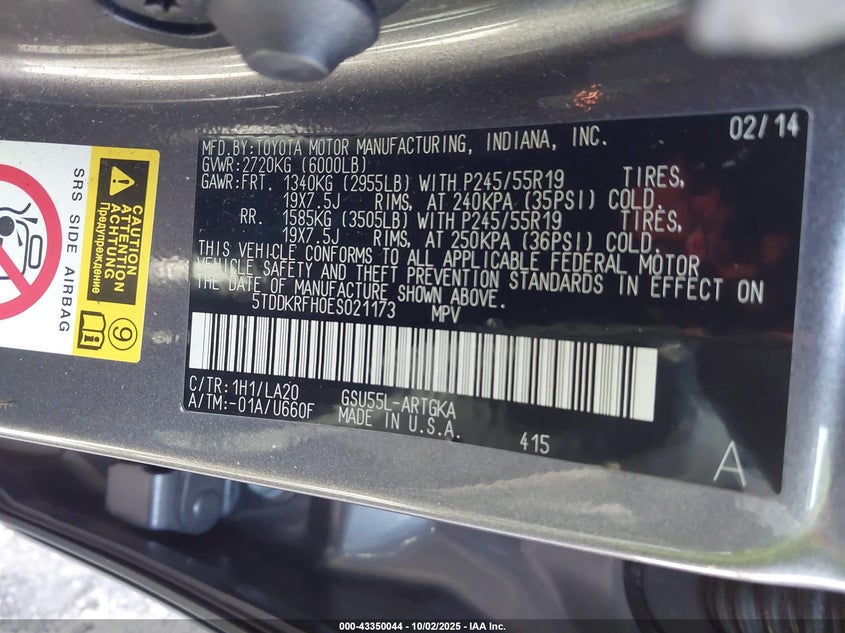 02/14
MFD.BY:TOYOTA MOTOR MANUFACTURING, INDIANA, INC.
GVWR:2720KG (6000LB)
GAWR:FRT. 1340KG (2955LB) WITH P245/55R19 TIRES,
19X7.5J RIMS, AT 240KPA (35PSI) COLD.
RR. 1585KG (3505LB) WITH P245/55R19 TIRES,
19X7.5J RIMS, AT 250KPA (36PSI) COLD.
THIS VEHICLE CONFORMS TO ALL APPLICABLE FEDERAL MOTOR
VEHICLE SAFETY AND THEFT PREVENTION STANDARDS IN EFFECT ON
THE DATE OF MANUFACTURE SHOWN ABOVE.
5TDDKRFH0ES021173 MPV
C/TR:1H1/LA20 GSU55L-ARTGKA
A/TM:-01A/U660F MADE IN U.S.A.
415
A
SRS SIDE AIRBAG
CAUTION
ATTENTION
ACHTUNG
Предупреждение
9
000-43350044 - 10/02/2025 - IAA Inc.